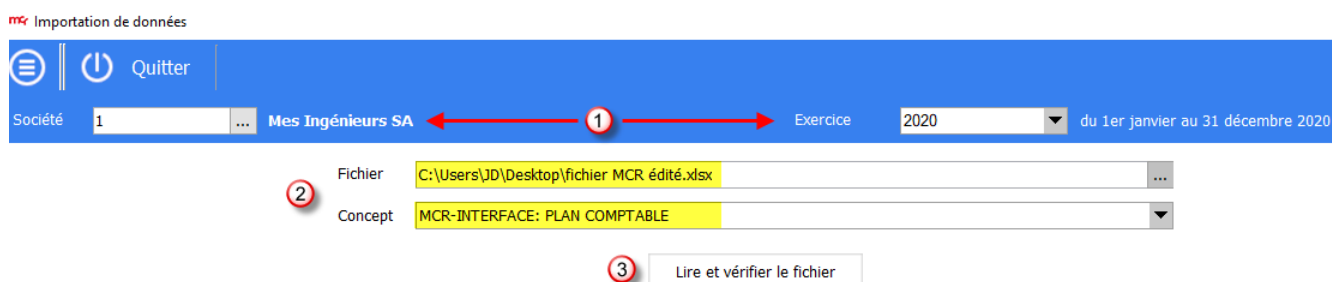 mcr Importation de données
Quitter
Société 1 ... Mes Ingénieurs SA 1 Exercice 2020 du 1er janvier au 31 décembre 2020
Fichier C:\Users\JD\Desktop\fichier MCR édité.xlsx ...
2
Concept MCR-INTERFACE: PLAN COMPTABLE
3 Lire et vérifier le fichier